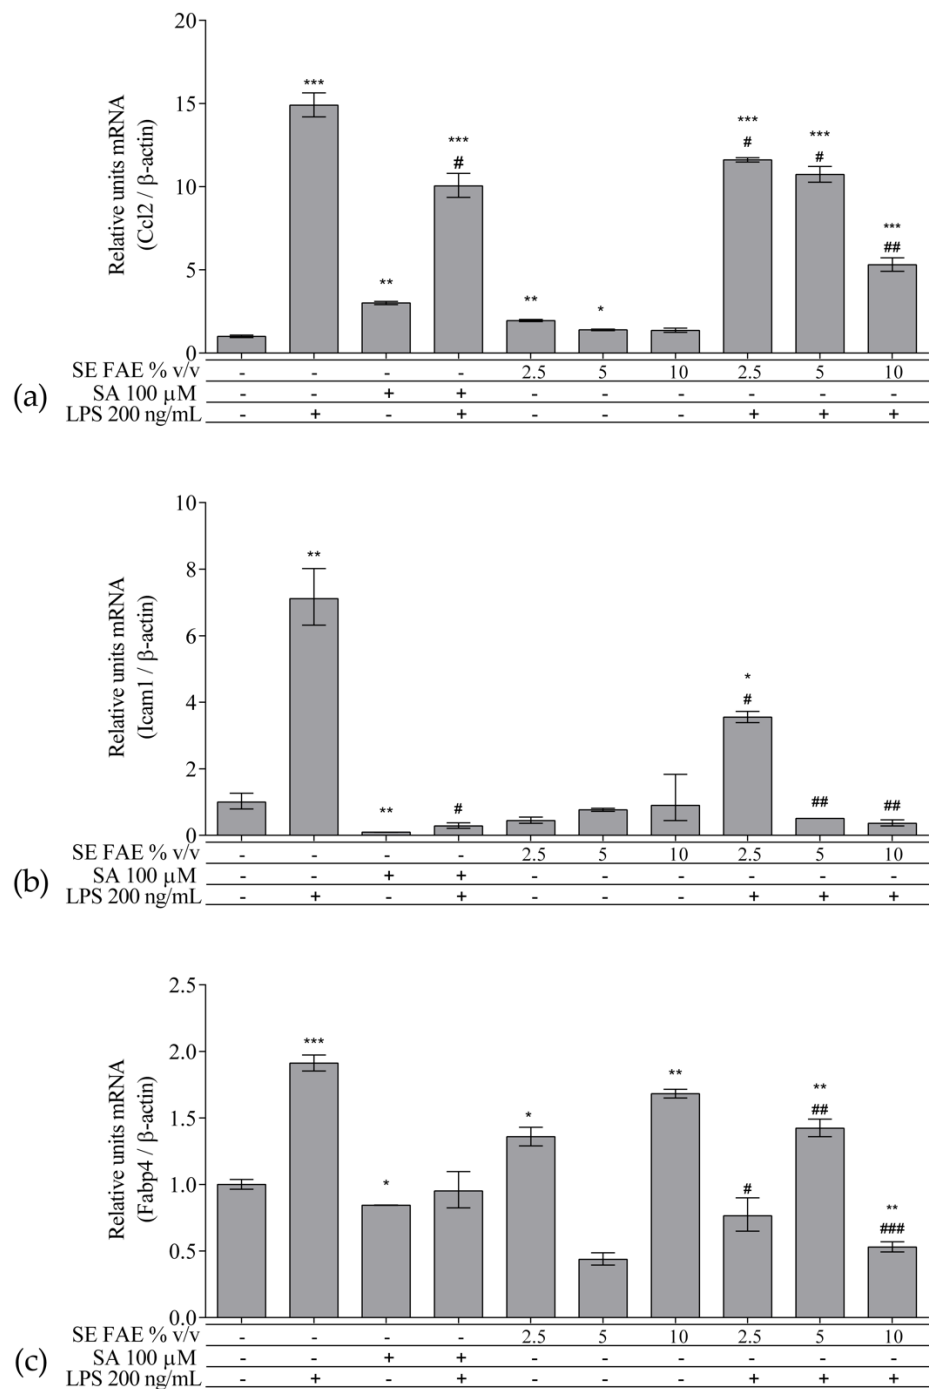 20
15
10
5
0
Relative units mRNA
(Ccl2 / β-actin)
*** ** *** # ** * *** # *** # *** ##
SE FAE % v/v - - - - 2.5 5 10 2.5 5 10
(a) SA 100 μM - - + + - - - - - -
LPS 200 ng/mL - + - + - - - + + +
10
8
6
4
2
0
Relative units mRNA
(Icam1 / β-actin)
** ** # * # ## ##
SE FAE % v/v - - - - 2.5 5 10 2.5 5 10
(b) SA 100 μM - - + + - - - - - -
LPS 200 ng/mL - + - + - - - + + +
2.5
2.0
1.5
1.0
0.5
0.0
Relative units mRNA
(Fabp4 / β-actin)
*** * * ** # ** ## ** ###
SE FAE % v/v - - - - 2.5 5 10 2.5 5 10
(c) SA 100 μM - - + + - - - - - -
LPS 200 ng/mL - + - + - - - + + +